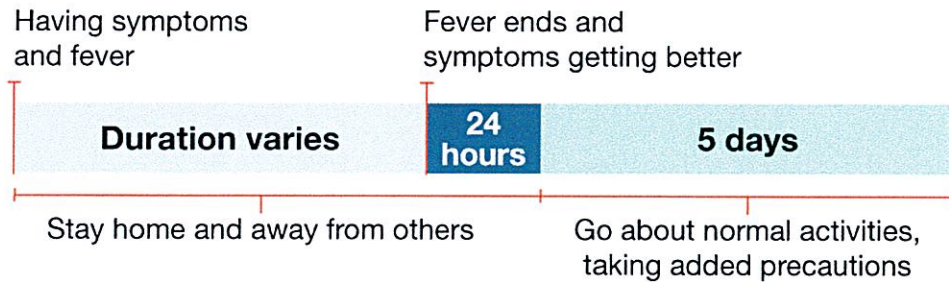 Having symptoms
and fever
Fever ends and
symptoms getting better
Duration varies
24
hours
5 days
Stay home and away from others
Go about normal activities,
taking added precautions